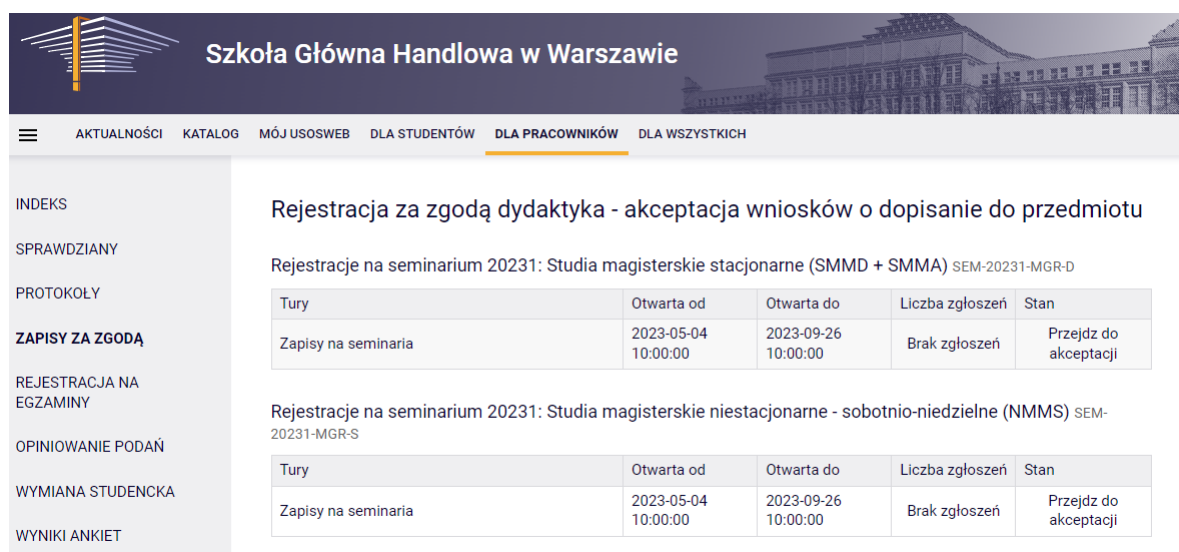 Szkoła Główna Handlowa w Warszawie
AKTUALNOŚCI KATALOG MÓJ USOSWEB DLA STUDENTÓW DLA PRACOWNIKÓW DLA WSZYSTKICH
INDEKS
SPRAWDZIANY
PROTOKOŁY
ZAPISY ZA ZGODĄ
REJESTRACJA NA
EGZAMINY
OPINIOWANIE PODAŃ
WYMIANA STUDENCKA
WYNIKI ANKIET
Rejestracja za zgodą dydaktyka - akceptacja wniosków o dopisanie do przedmiotu
Rejestracje na seminarium 20231: Studia magisterskie stacjonarne (SMMD + SMMA) SEM-20231-MGR-D
Tury Otwarta od Otwarta do Liczba zgłoszeń Stan
Zapisy na seminaria 2023-05-04 2023-09-26 Brak zgłoszeń Przejdz do
10:00:00 10:00:00 akceptacji
Rejestracje na seminarium 20231: Studia magisterskie niestacjonarne - sobotnio-niedzielne (NMMS) SEM-
20231-MGR-S
Tury Otwarta od Otwarta do Liczba zgłoszeń Stan
Zapisy na seminaria 2023-05-04 2023-09-26 Brak zgłoszeń Przejdz do
10:00:00 10:00:00 akceptacji